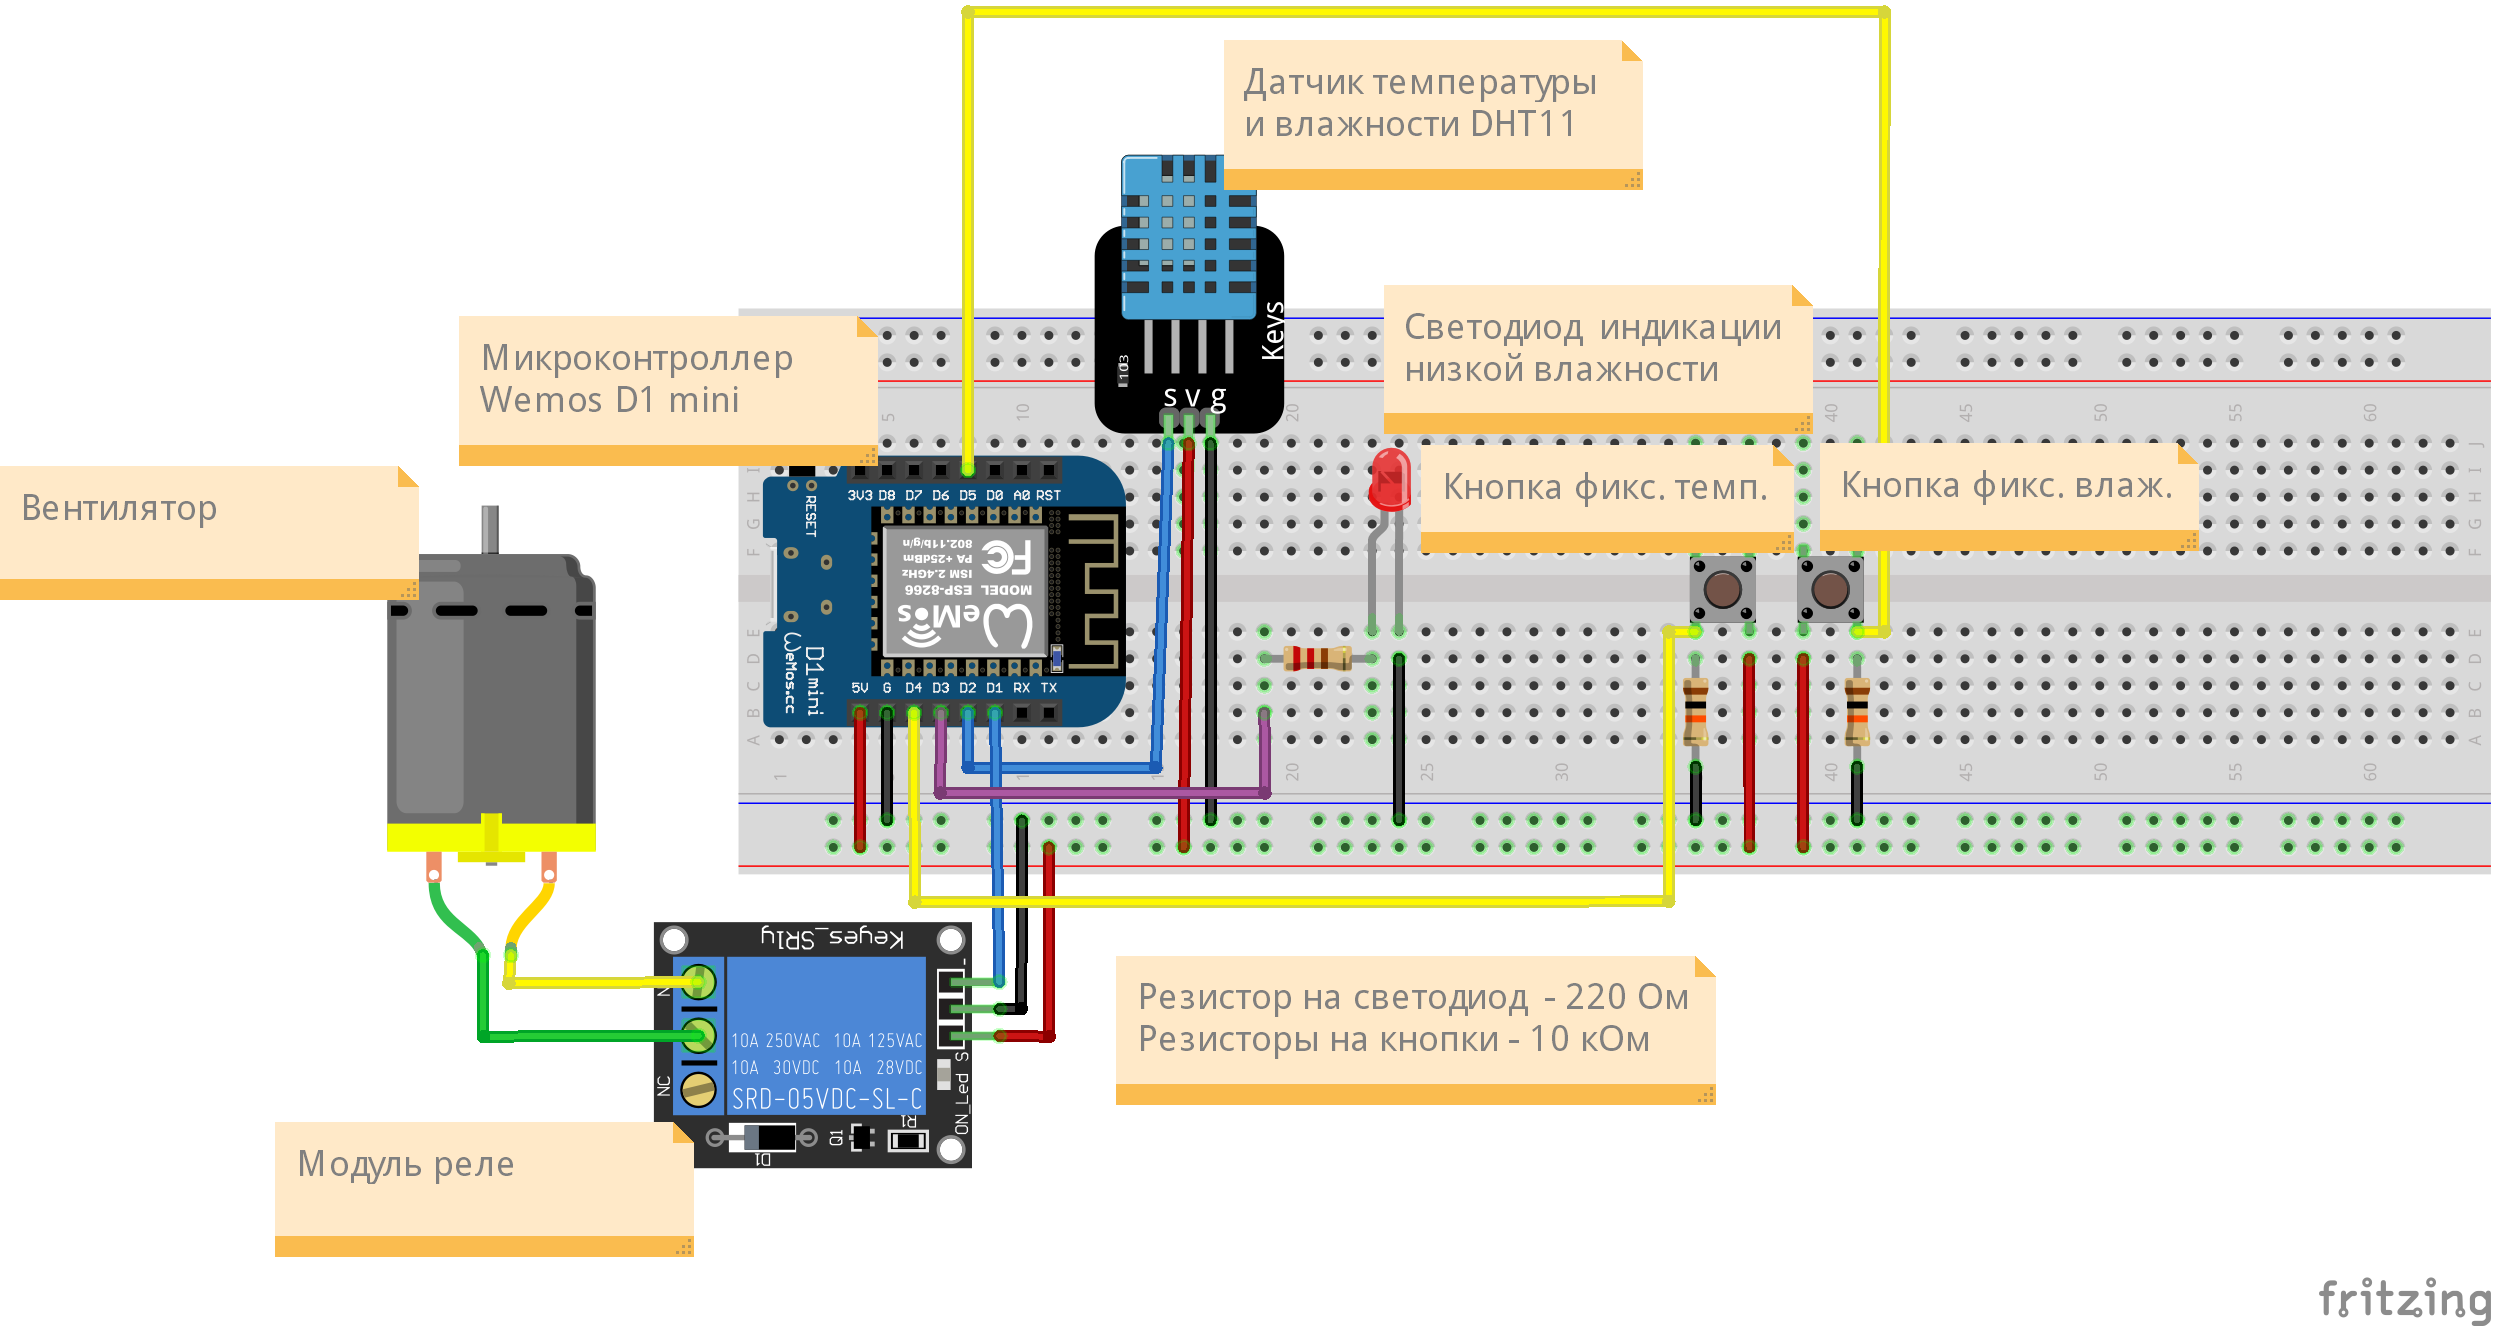 Датчик температуры
и влажности DHT11
Светодиод индикации
низкой влажности
Микроконтроллер
Wemos D1 mini
Кнопка фикс. темп.
Кнопка фикс. влаж.
Вентилятор
Keys
103
s v g
5 10 20 40 45 50 55 60
J
I
H
G
F
E
D
C
B
A
3V3 D8 D7 D6 D5 D0 A0 RST
RESET
802.11b/g/n
PA +25dBm
ISM 2.4GHz
MODEL ESP-8266
WeMos
D1 mini
WeMos.cc
5V G D4 D3 D2 D1 RX TX
1 20 25 30 40 45 50 55 60
Keyes_SR1y
NC
10A 250VAC 10A 125VAC
10A 30VDC 10A 28VDC
SRD-05VDC-SL-C
ON_Led
S
-
D1
Q1
R1
Резистор на светодиод - 220 Ом
Резисторы на кнопки - 10 кОм
Модуль реле
fritzing